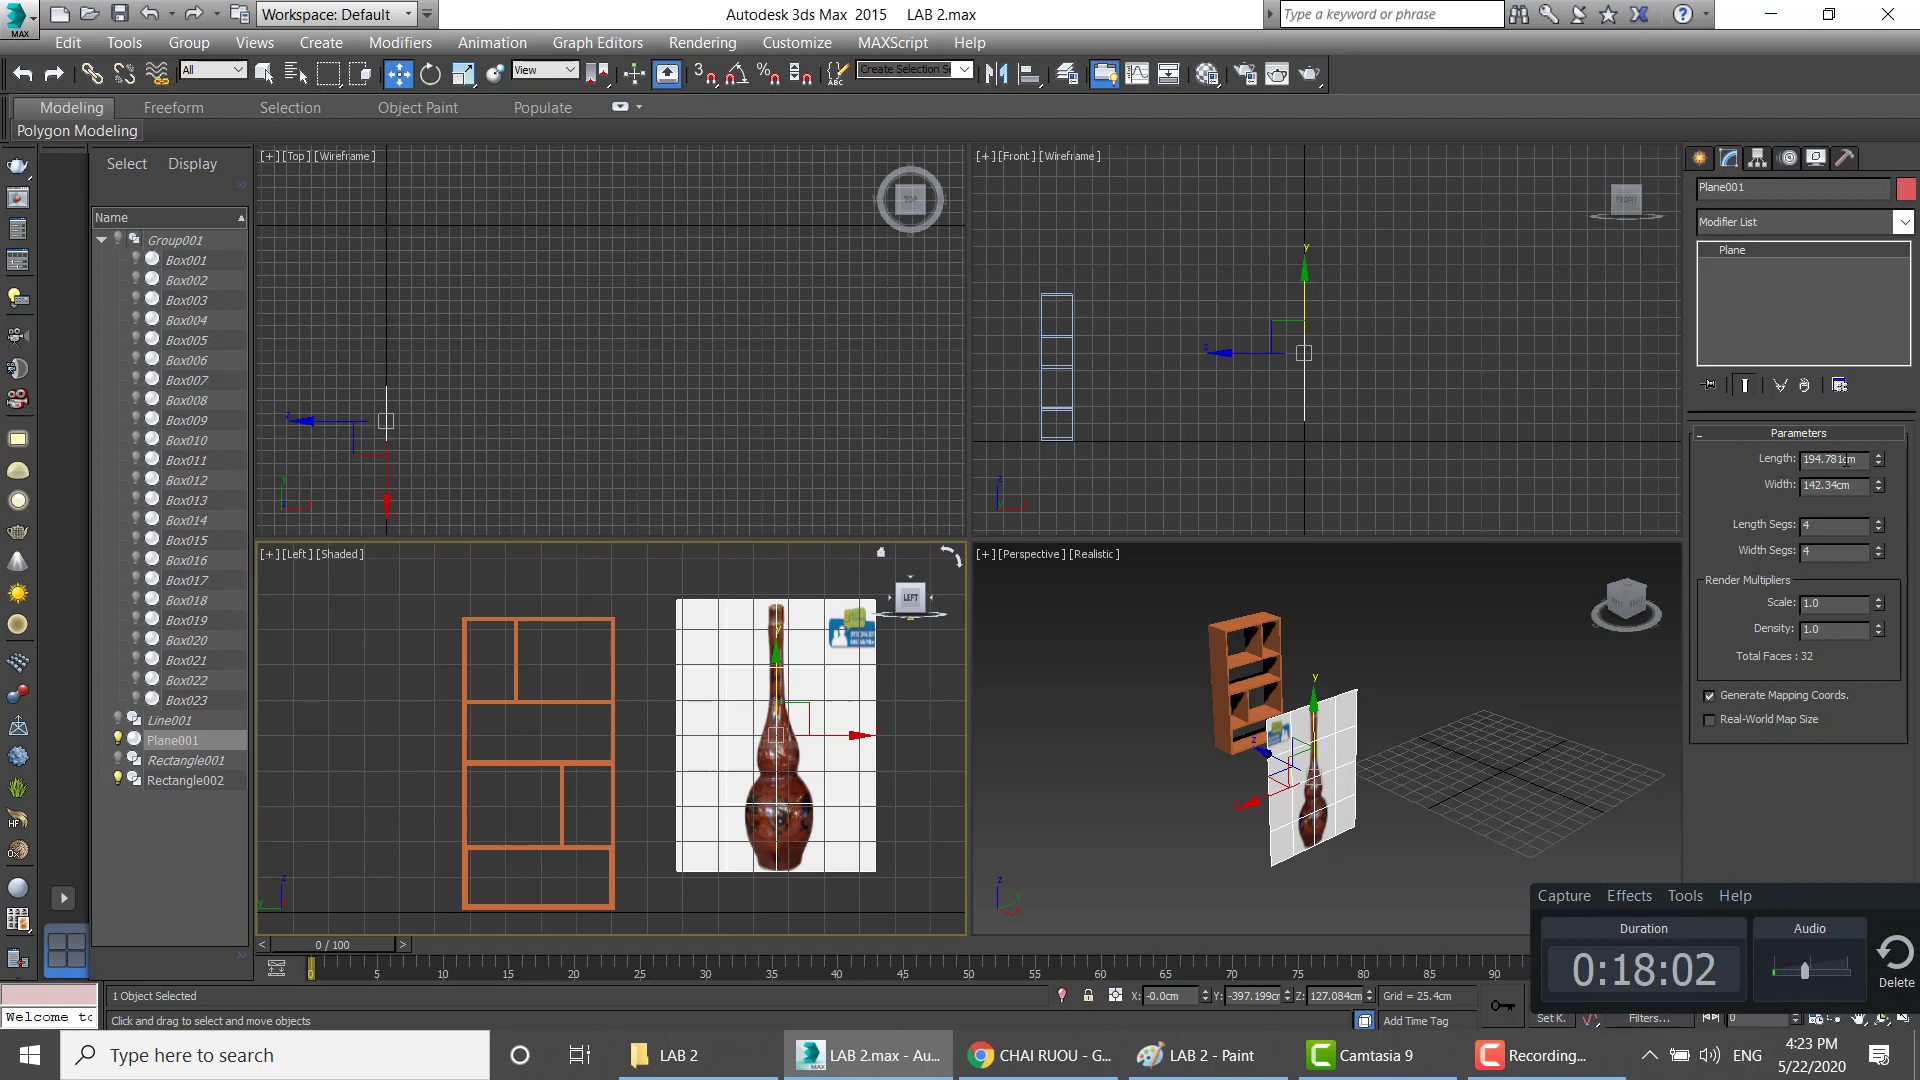 MAX
Workspace: Default
Autodesk 3ds Max  2015
LAB 2.max
Type a keyword or phrase
Edit
Tools
Group
Views
Create
Modifiers
Animation
Graph Editors
Rendering
Customize
MAXScript
Help
All
View
Create Selection Se
Modeling
Freeform
Selection
Object Paint
Populate
Polygon Modeling
Select
Display
Name
Group001
Box001
Box002
Box003
Box004
Box005
Box006
Box007
Box008
Box009
Box010
Box011
Box012
Box013
Box014
Box015
Box016
Box017
Box018
Box019
Box020
Box021
Box022
Box023
Line001
Plane001
Rectangle001
Rectangle002
[+][Top][Wireframe]
TOP
[+][Front][Wireframe]
FRONT
[+][Left][Shaded]
LEFT
[+][Perspective][Realistic]
Plane001
Modifier List
Plane
Parameters
Length: 194.781cm
Width: 142.34cm
Length Segs: 4
Width Segs: 4
Render Multipliers
Scale: 1.0
Density: 1.0
Total Faces : 32
Generate Mapping Coords.
Real-World Map Size
Capture
Effects
Tools
Help
Duration
Audio
0:18:02
Delete
0 / 100
0
5
10
15
20
25
30
35
40
45
50
55
60
65
70
75
80
85
90
1 Object Selected
X: -0.0cm
Y: -397.199cm
Z: 127.084cm
Grid = 25.4cm
Welcome to
Click and drag to select and move objects
Add Time Tag
Set K.
Filters...
0
Type here to search
LAB 2
LAB 2.max - Au...
CHAI RUOU - G...
LAB 2 - Paint
Camtasia 9
Recording...
ENG
4:23 PM
5/22/2020